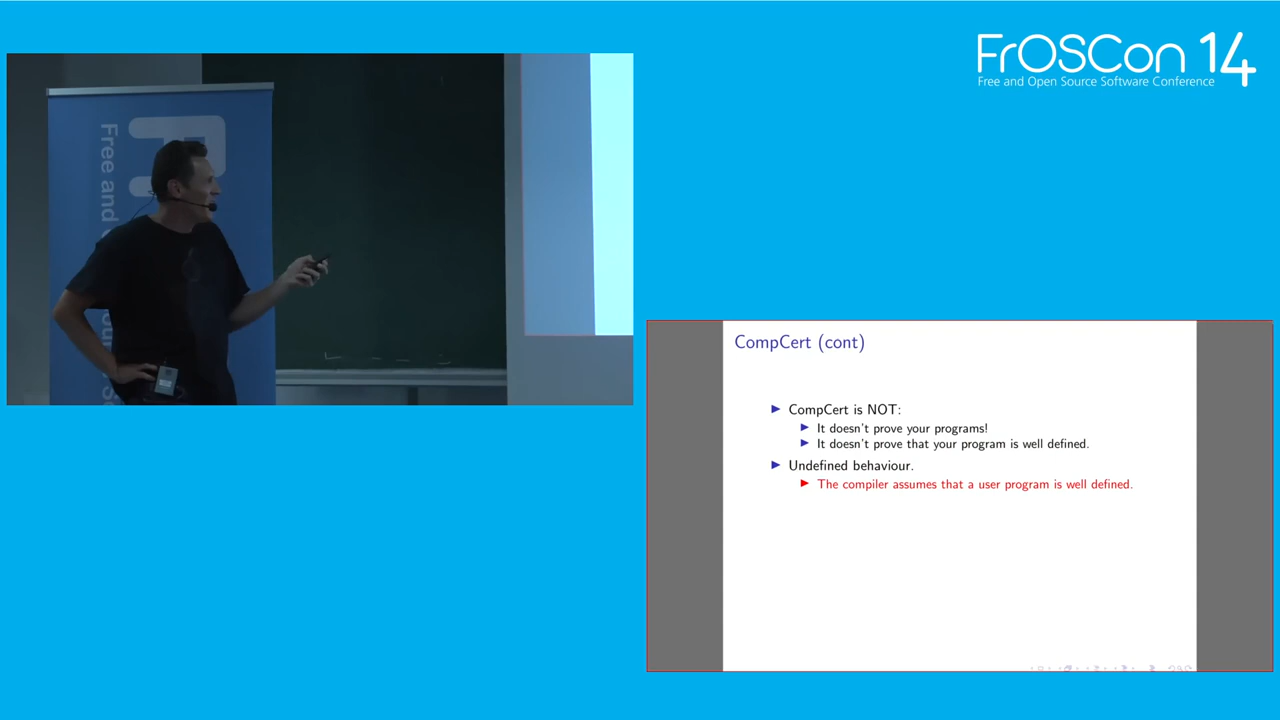 FrOSCon 14
Free and Open Source Software Conference
Free and
CompCert (cont)
CompCert is NOT:
It doesn't prove your programs!
It doesn't prove that your program is well defined.
Undefined behaviour.
The compiler assumes that a user program is well defined.